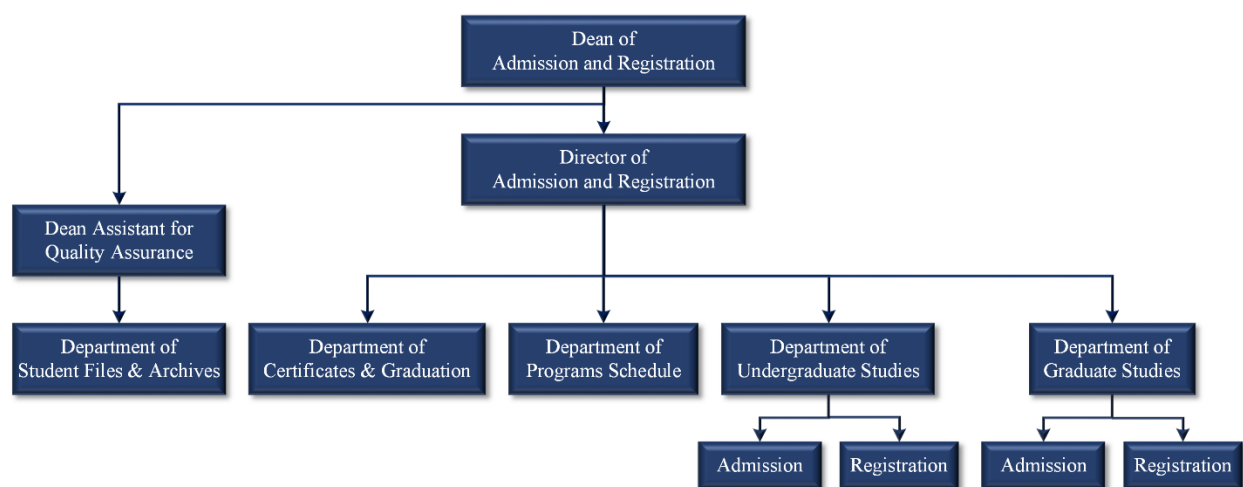 Dean of
Admission and Registration
Director of
Admission and Registration
Dean Assistant for
Quality Assurance
Department of
Student Files & Archives
Department of
Certificates & Graduation
Department of
Programs Schedule
Department of
Undergraduate Studies
Department of
Graduate Studies
Admission
Registration
Admission
Registration